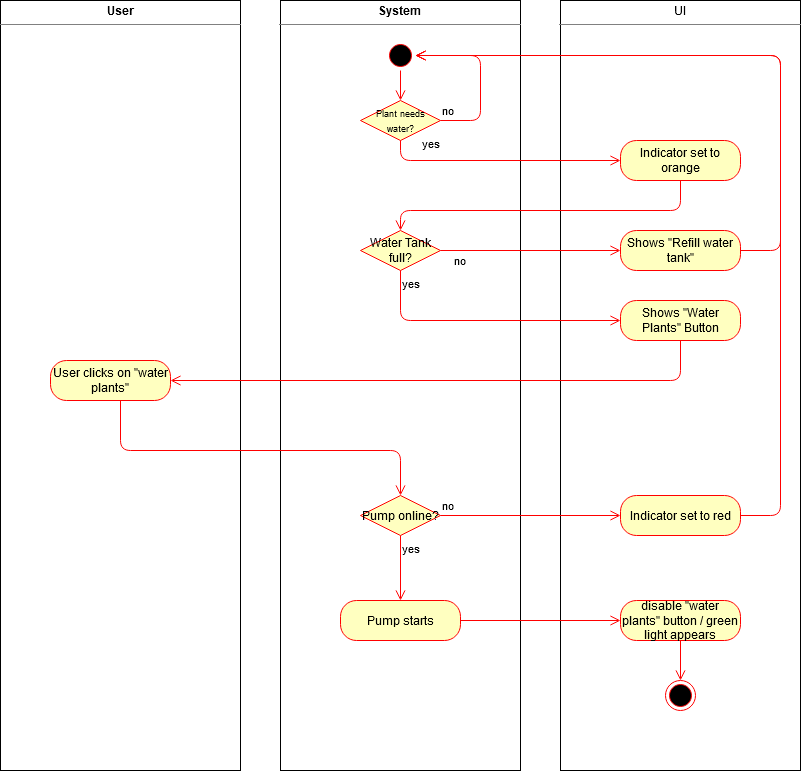 User
System
UI
Plant needs
water?
no
yes
Indicator set to
orange
Water Tank
full?
no
yes
Shows "Refill water
tank"
Shows "Water
Plants" Button
User clicks on "water
plants"
Pump online?
no
yes
Indicator set to red
Pump starts
disable "water
plants" button / green
light appears